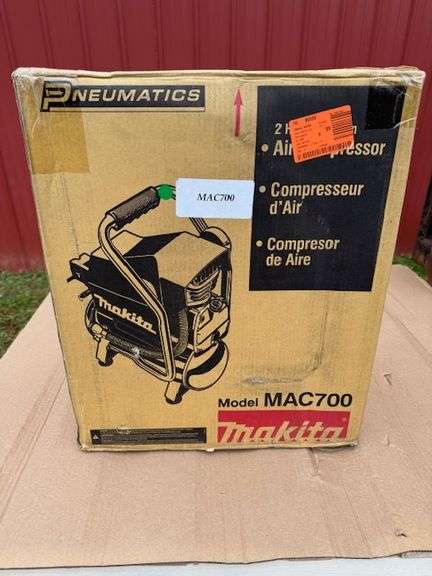 PNEUMATICS
2 H
• Air Compressor
MAC700
• Compresseur
d'Air
• Compresor
de Aire
makita
Model MAC700
makita